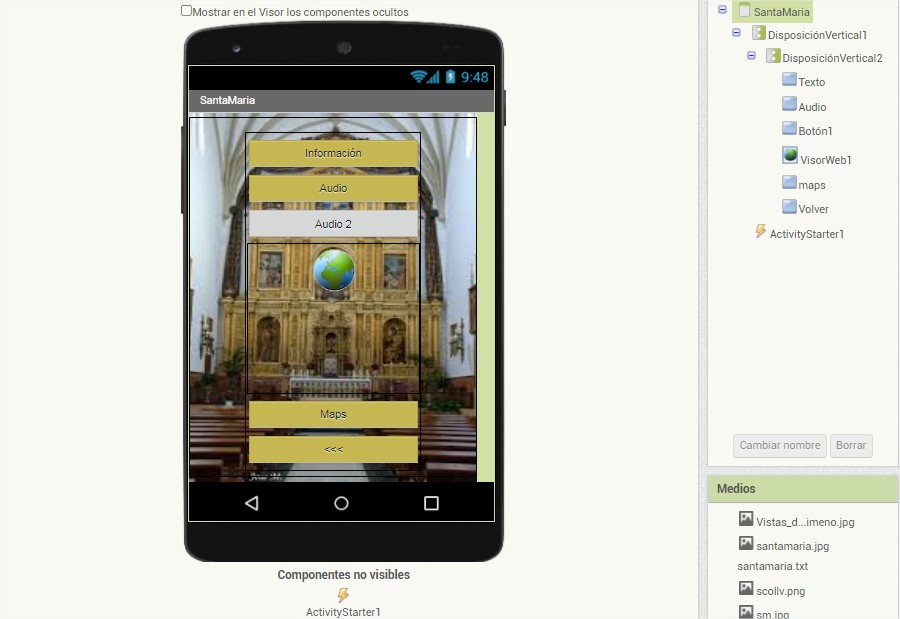 Mostrar en el Visor los componentes ocultos
9:48
SantaMaria
Información
Audio
Audio 2
Maps
<<<
Componentes no visibles
ActivityStarter1
SantaMaria
DisposiciónVertical1
DisposiciónVertical2
Texto
Audio
Botón1
VisorWeb1
maps
Volver
ActivityStarter1
Cambiar nombre Borrar
Medios
Vistas_d...imeno.jpg
santamaria.jpg
santamaria.txt
scollv.png
sm.jpg